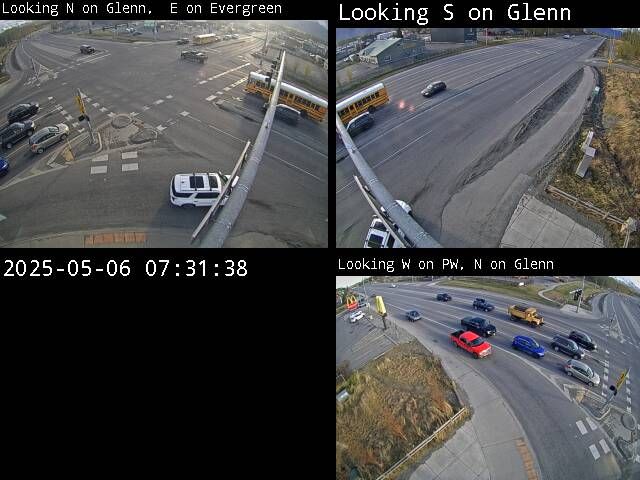 Looking N on Glenn,  E on Evergreen
Looking S on Glenn
2025-05-06 07:31:38
Looking W on PW, N on Glenn